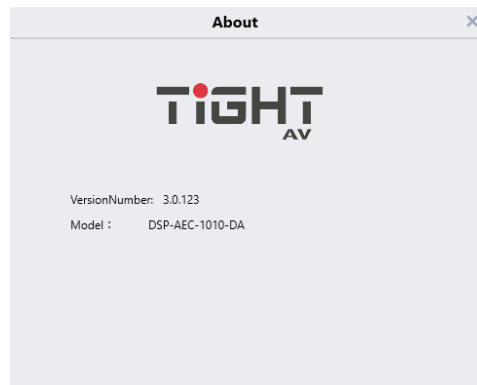 About
TiGHT
AV
VersionNumber: 3.0.123
Model： DSP-AEC-1010-DA